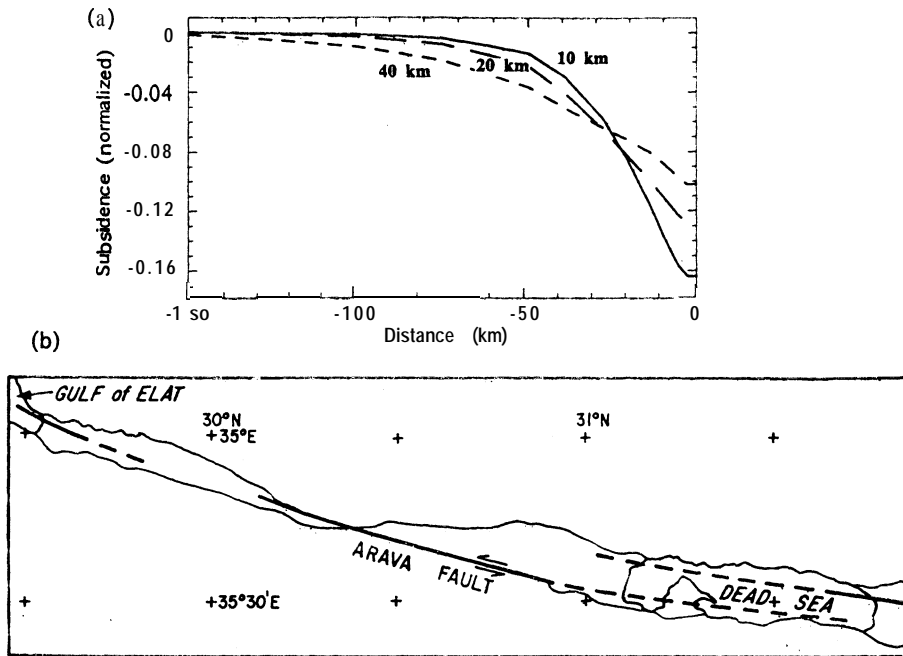 (a)
0
-0.04
-0.08
-0.12
-0.16
Subsidence (normalized)
10 km
20 km
40 km
-1 so
-100
-50
0
Distance (km)
(b)
GULF of ELAT
30°N
31°N
35°E
ARAVA FAULT
35°30'E
DEAD SEA